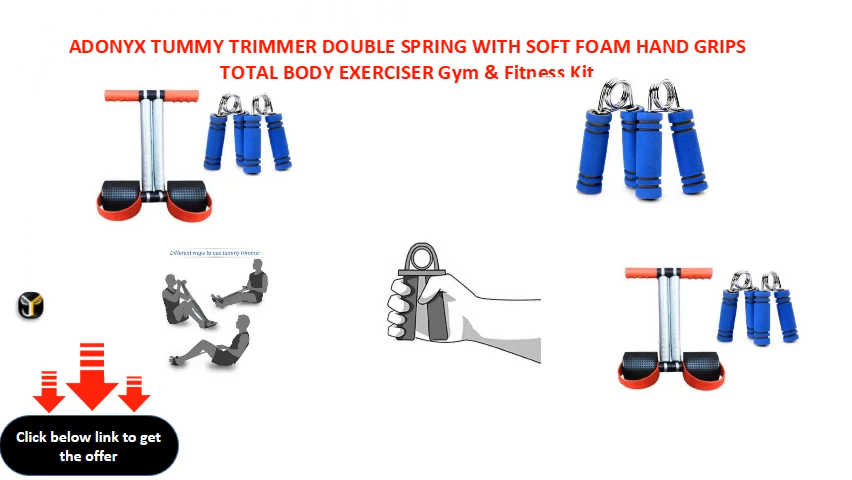 ADONYX TUMMY TRIMMER DOUBLE SPRING WITH SOFT FOAM HAND GRIPS
TOTAL BODY EXERCISER Gym & Fitness Kit
Different ways to use tummy trimmer
Click below link to get
the offer